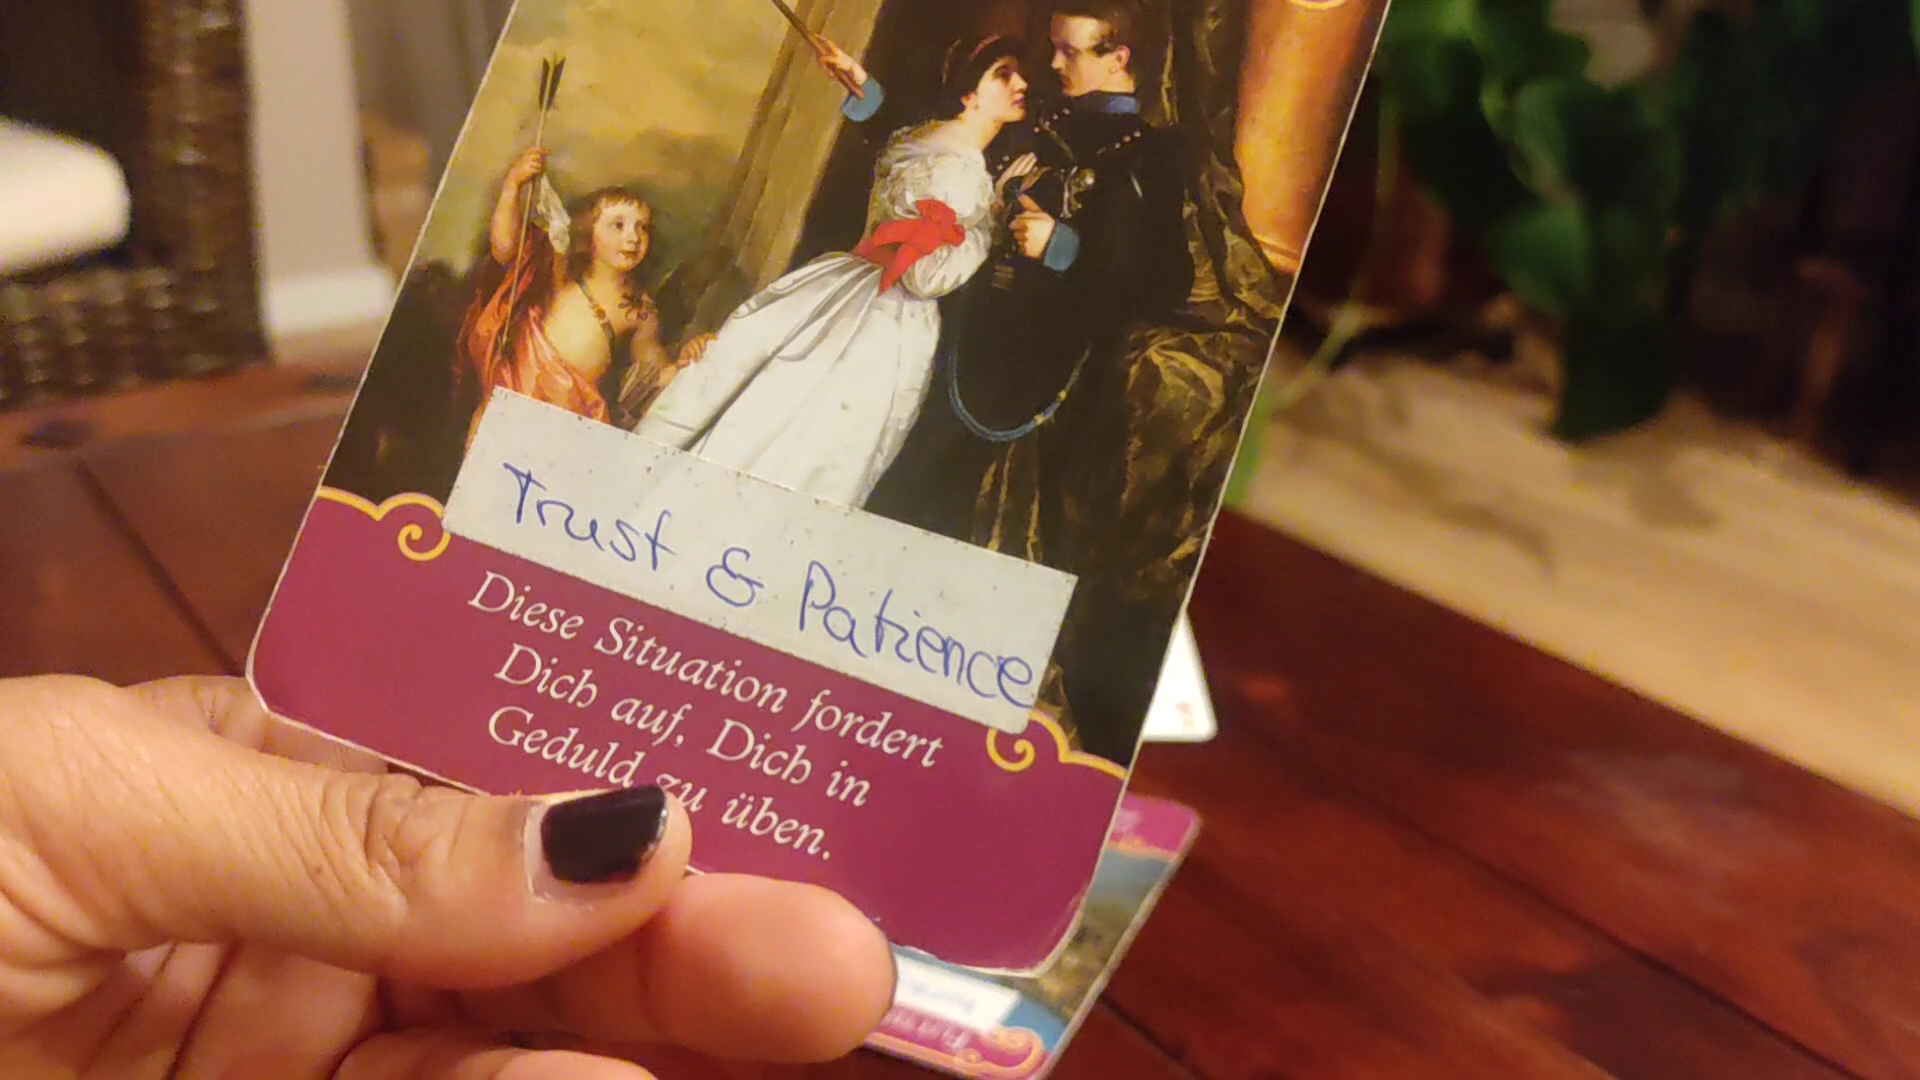 Trust & Patience
Diese Situation fordert
Dich auf, Dich in
Geduld zu üben.